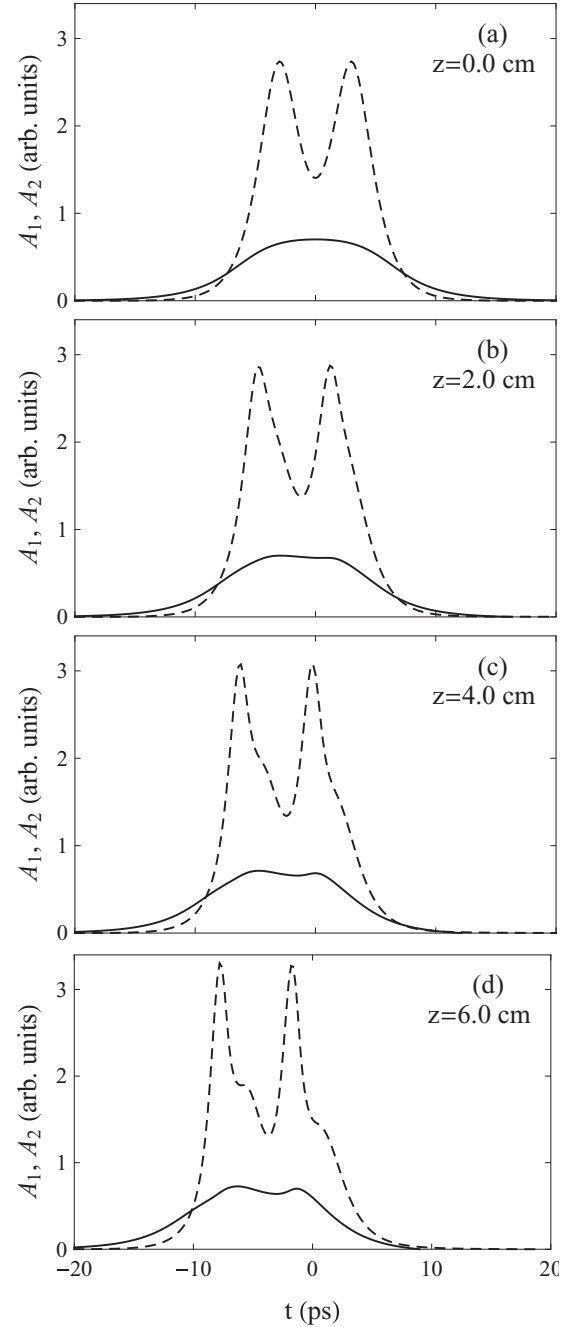 3
2
1
0
A₁, A₂ (arb. units)
(a)
z=0.0 cm
3
2
1
0
A₁, A₂ (arb. units)
(b)
z=2.0 cm
3
2
1
0
A₁, A₂ (arb. units)
(c)
z=4.0 cm
3
2
1
0
A₁, A₂ (arb. units)
(d)
z=6.0 cm
−20 −10 0 10 20
t (ps)